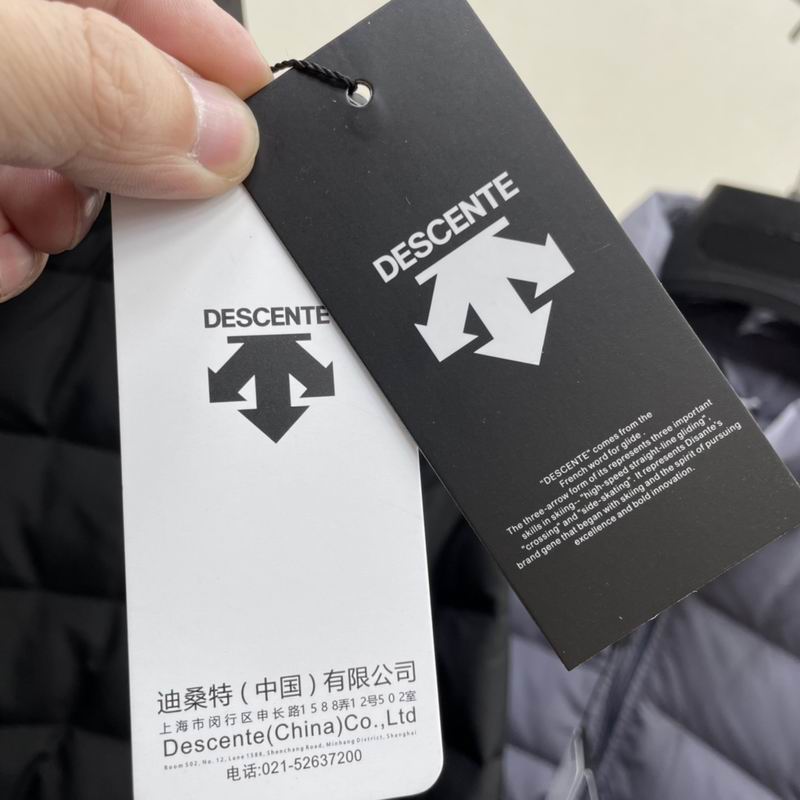 DESCENTE
迪桑特(中国)有限公司
上海市闵行区申长路1588弄12号502室
Descente(China)Co.,Ltd
Room 502, No. 12, Lane 1588, Shenchang Road, Minhang District, Shanghai
电话:021-52637200
DESCENTE
"DESCENTE" comes from the
French word for glide .
The three-arrow form of its represents three important
skills in skiing-- "high-speed straight-line gliding",
"crossing" and "side-skating" . It represents Disante's
brand gene that began with skiing and the spirit of pursuing
excellence and bold innovation.